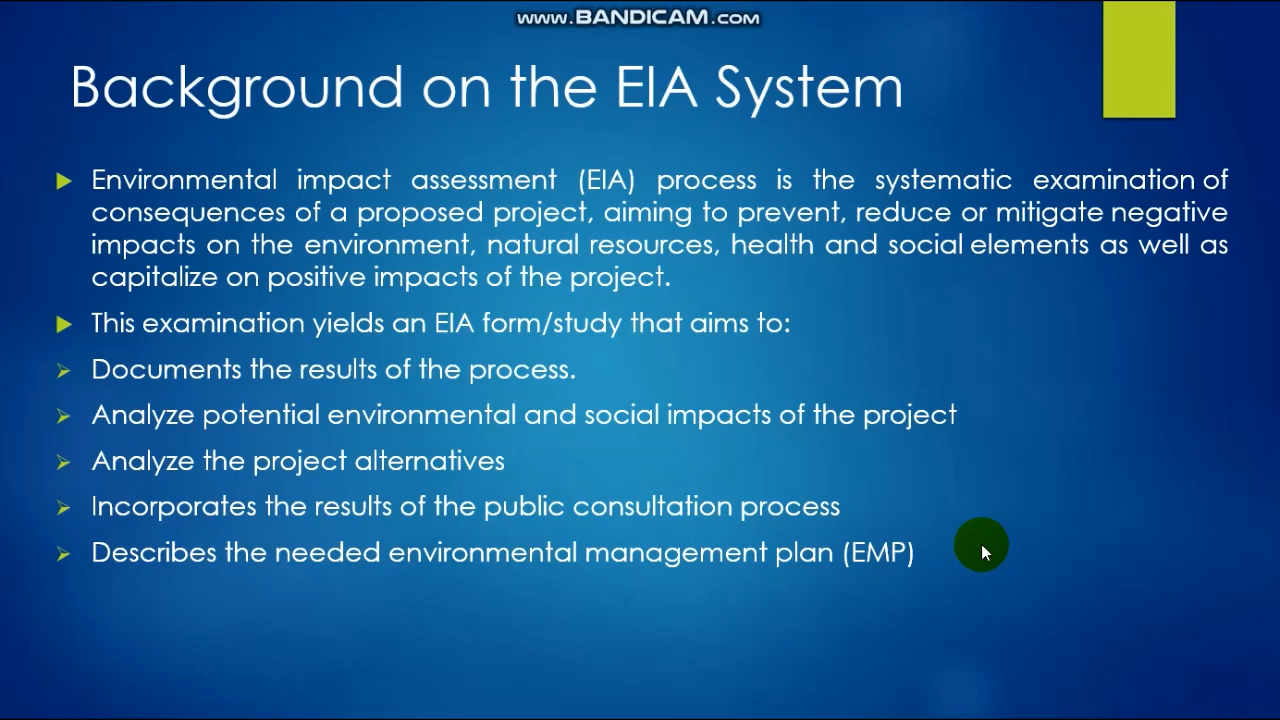 www.BANDICAM.com
Background on the EIA System
Environmental impact assessment (EIA) process is the systematic examination of
consequences of a proposed project, aiming to prevent, reduce or mitigate negative
impacts on the environment, natural resources, health and social elements as well as
capitalize on positive impacts of the project.
This examination yields an EIA form/study that aims to:
Documents the results of the process.
Analyze potential environmental and social impacts of the project
Analyze the project alternatives
Incorporates the results of the public consultation process
Describes the needed environmental management plan (EMP)